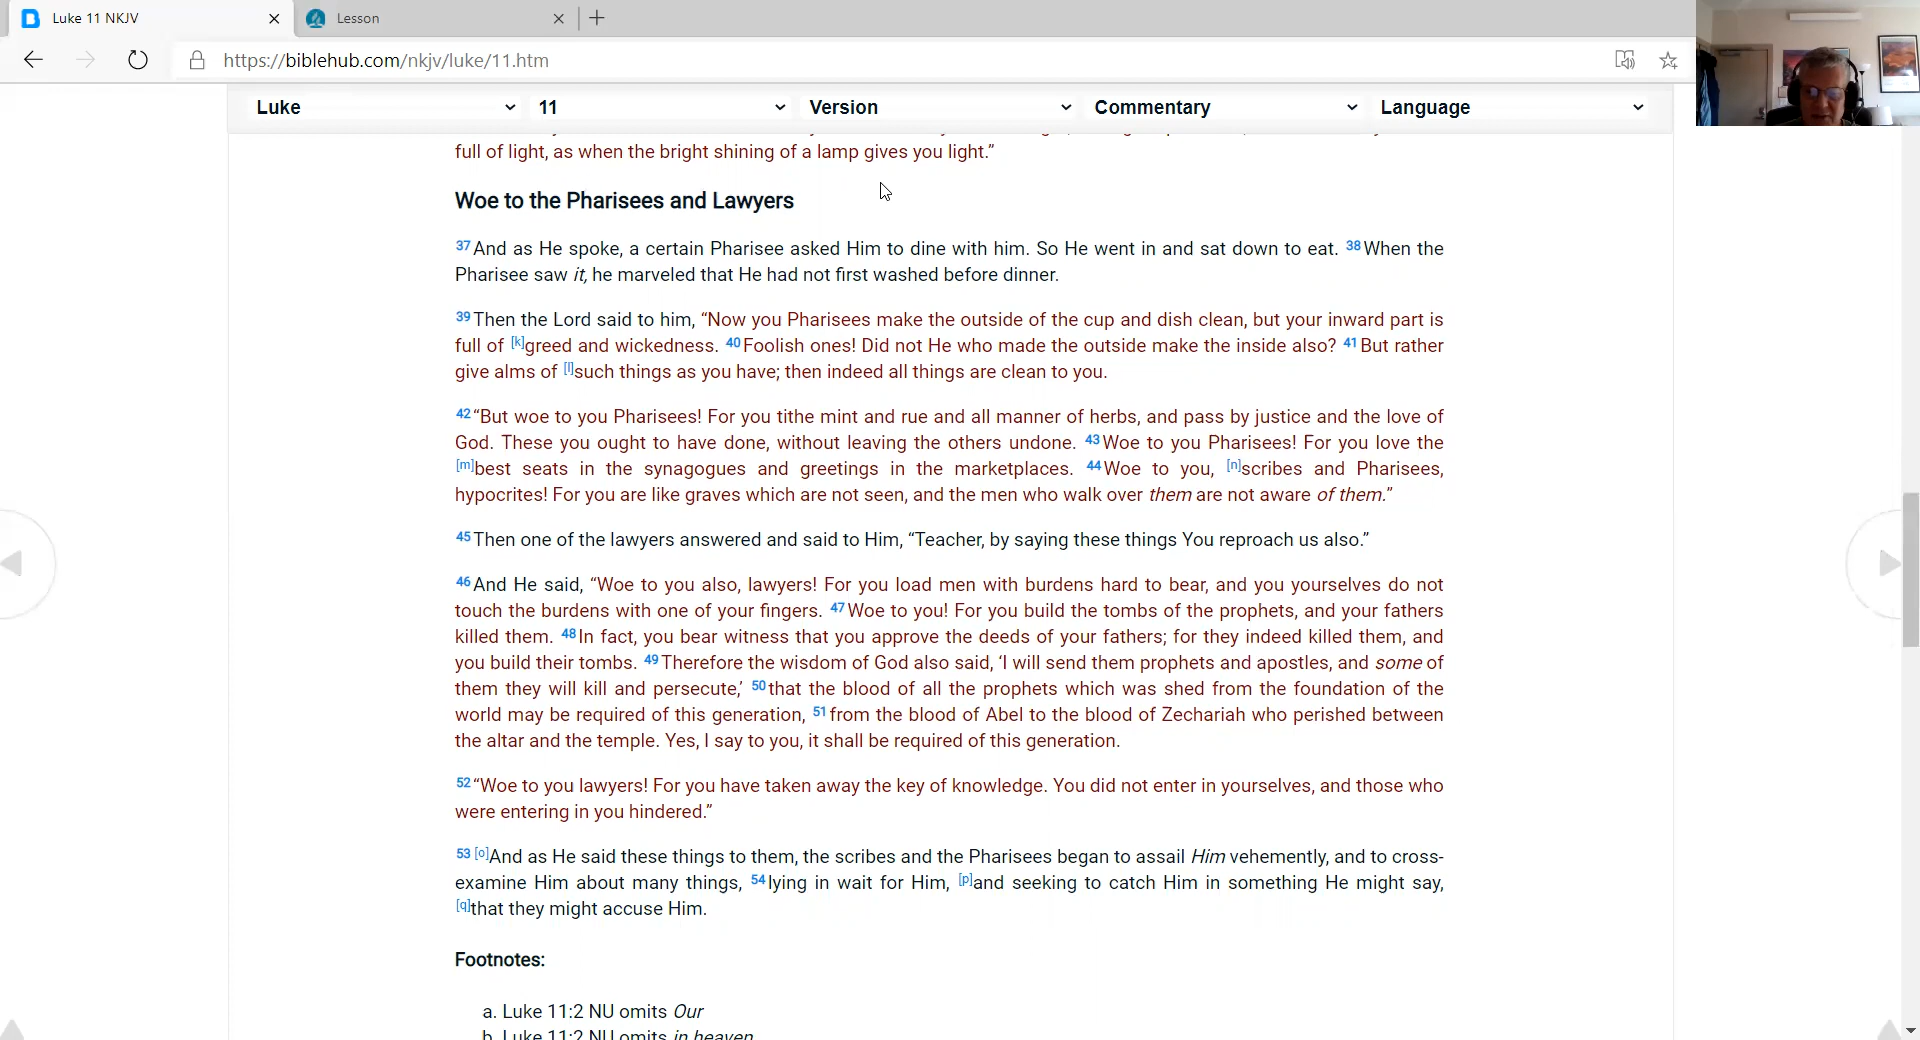 Luke 11 NKJV
Lesson
https://biblehub.com/nkjv/luke/11.htm
Luke 11 Version Commentary Language
full of light, as when the bright shining of a lamp gives you light.”
Woe to the Pharisees and Lawyers
37 And as He spoke, a certain Pharisee asked Him to dine with him. So He went in and sat down to eat. 38 When the
Pharisee saw it, he marveled that He had not first washed before dinner.
39 Then the Lord said to him, “Now you Pharisees make the outside of the cup and dish clean, but your inward part is
full of [k]greed and wickedness. 40 Foolish ones! Did not He who made the outside make the inside also? 41 But rather
give alms of [l]such things as you have; then indeed all things are clean to you.
42 “But woe to you Pharisees! For you tithe mint and rue and all manner of herbs, and pass by justice and the love of
God. These you ought to have done, without leaving the others undone. 43 Woe to you Pharisees! For you love the
[m]best seats in the synagogues and greetings in the marketplaces. 44 Woe to you, [n]scribes and Pharisees,
hypocrites! For you are like graves which are not seen, and the men who walk over them are not aware of them.”
45 Then one of the lawyers answered and said to Him, “Teacher, by saying these things You reproach us also.”
46 And He said, “Woe to you also, lawyers! For you load men with burdens hard to bear, and you yourselves do not
touch the burdens with one of your fingers. 47 Woe to you! For you build the tombs of the prophets, and your fathers
killed them. 48 In fact, you bear witness that you approve the deeds of your fathers; for they indeed killed them, and
you build their tombs. 49 Therefore the wisdom of God also said, ‘I will send them prophets and apostles, and some of
them they will kill and persecute,’ 50 that the blood of all the prophets which was shed from the foundation of the
world may be required of this generation, 51 from the blood of Abel to the blood of Zechariah who perished between
the altar and the temple. Yes, I say to you, it shall be required of this generation.
52 “Woe to you lawyers! For you have taken away the key of knowledge. You did not enter in yourselves, and those who
were entering in you hindered.”
53 [o]And as He said these things to them, the scribes and the Pharisees began to assail Him vehemently, and to cross-
examine Him about many things, 54 lying in wait for Him, [p]and seeking to catch Him in something He might say,
[q]that they might accuse Him.
Footnotes:
a. Luke 11:2 NU omits Our
b. Luke 11:2 NU omits in heaven